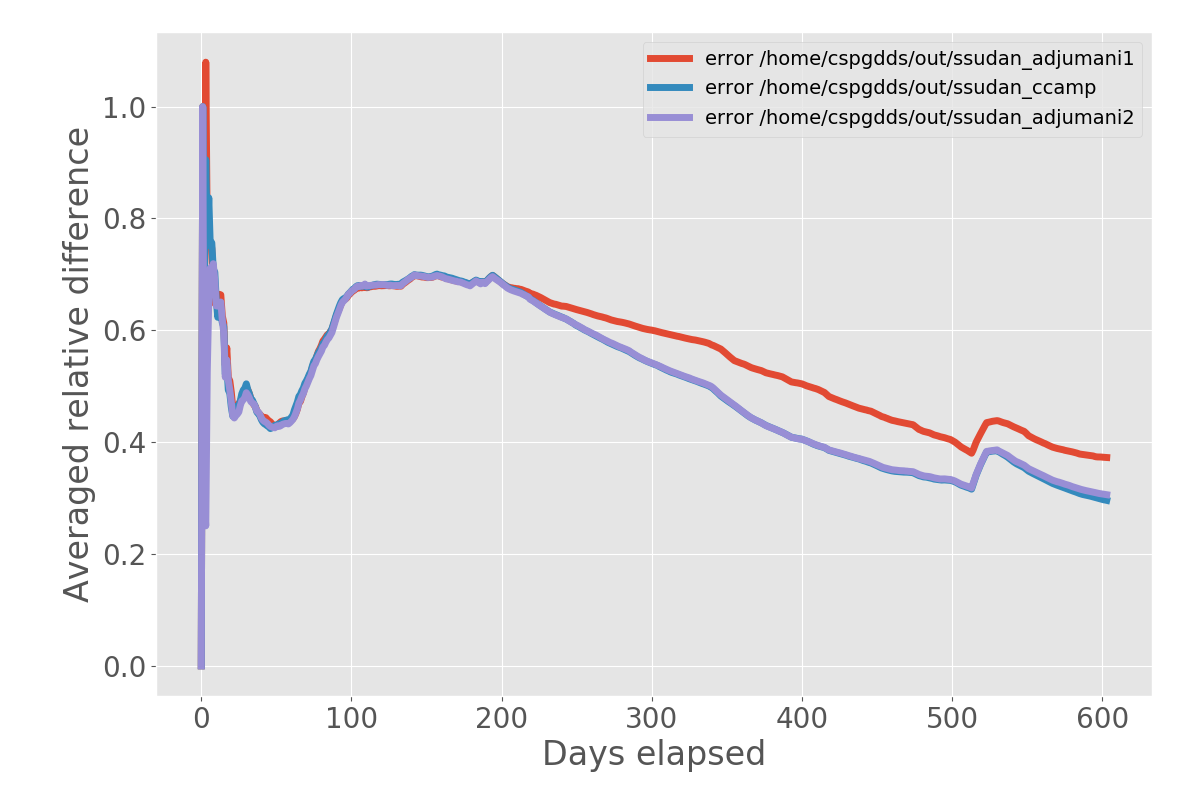 error /home/cspgdds/out/ssudan_adjumani1
error /home/cspgdds/out/ssudan_ccamp
error /home/cspgdds/out/ssudan_adjumani2
Averaged relative difference
1.0
0.8
0.6
0.4
0.2
0.0
0 100 200 300 400 500 600
Days elapsed